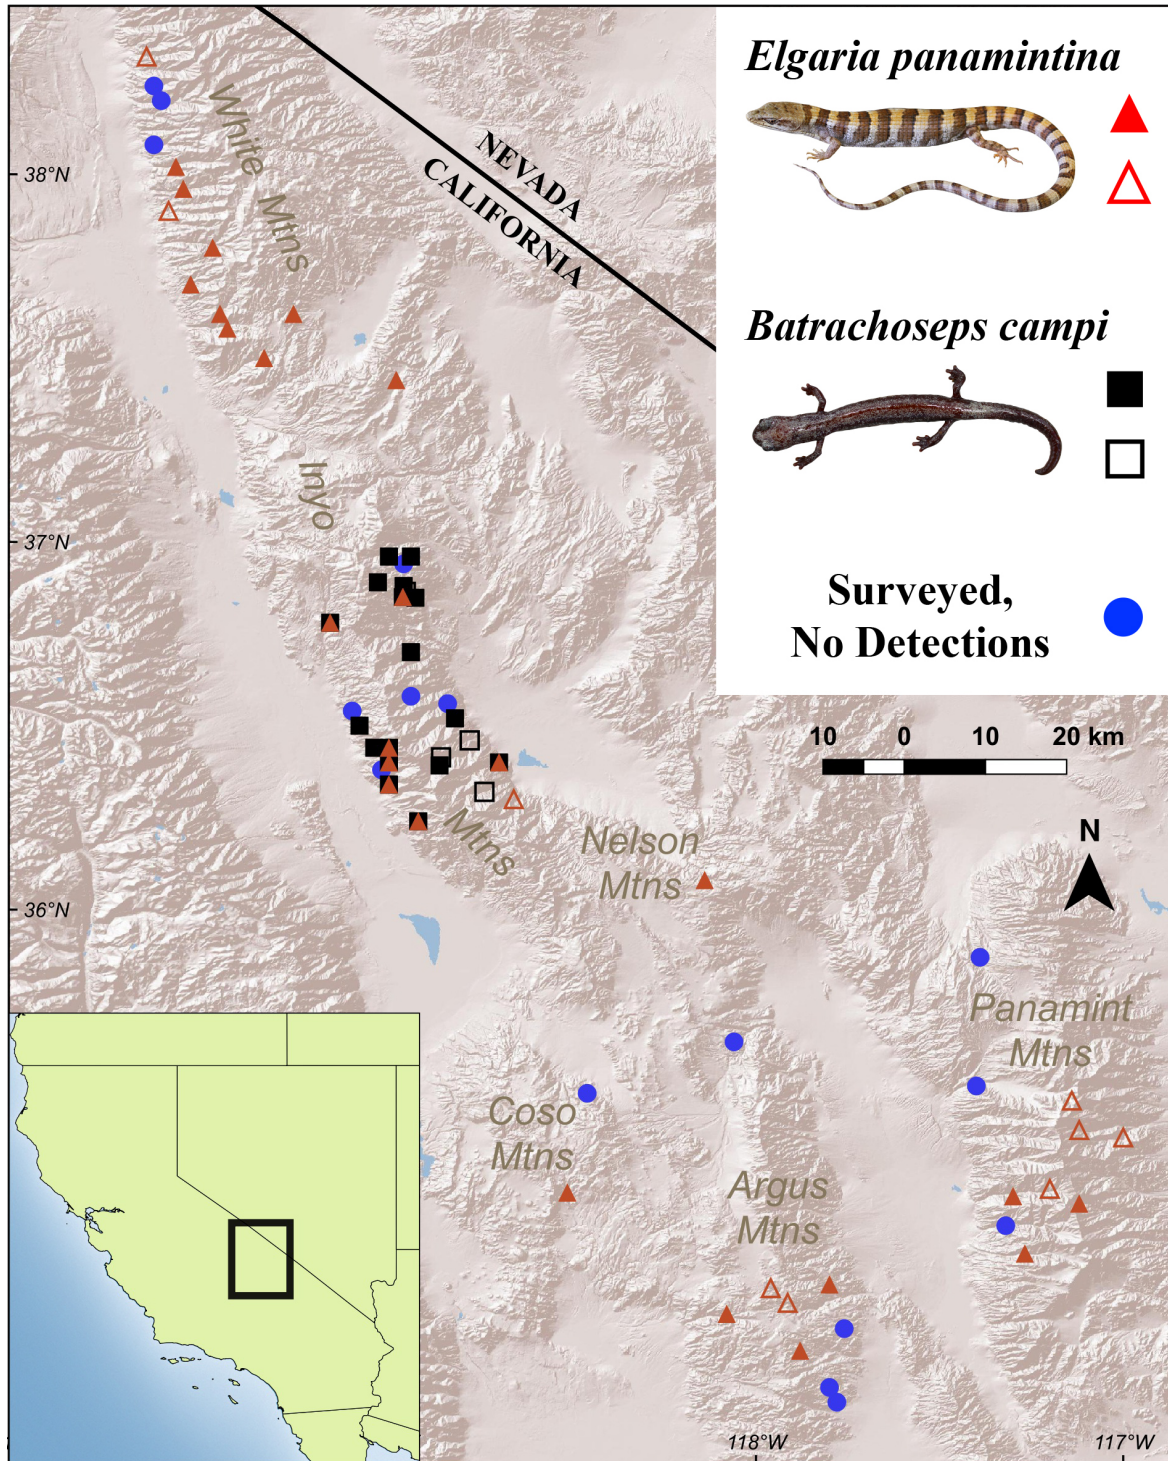 Elgaria panamintina
White Mtns
NEVADA
CALIFORNIA
38°N
Batrachoseps campi
Inyo
37°N
Surveyed,
No Detections
10 0 10 20 km
Mtns
Nelson
Mtns
N
36°N
Panamint
Mtns
Coso
Mtns
Argus
Mtns
118°W
117°W